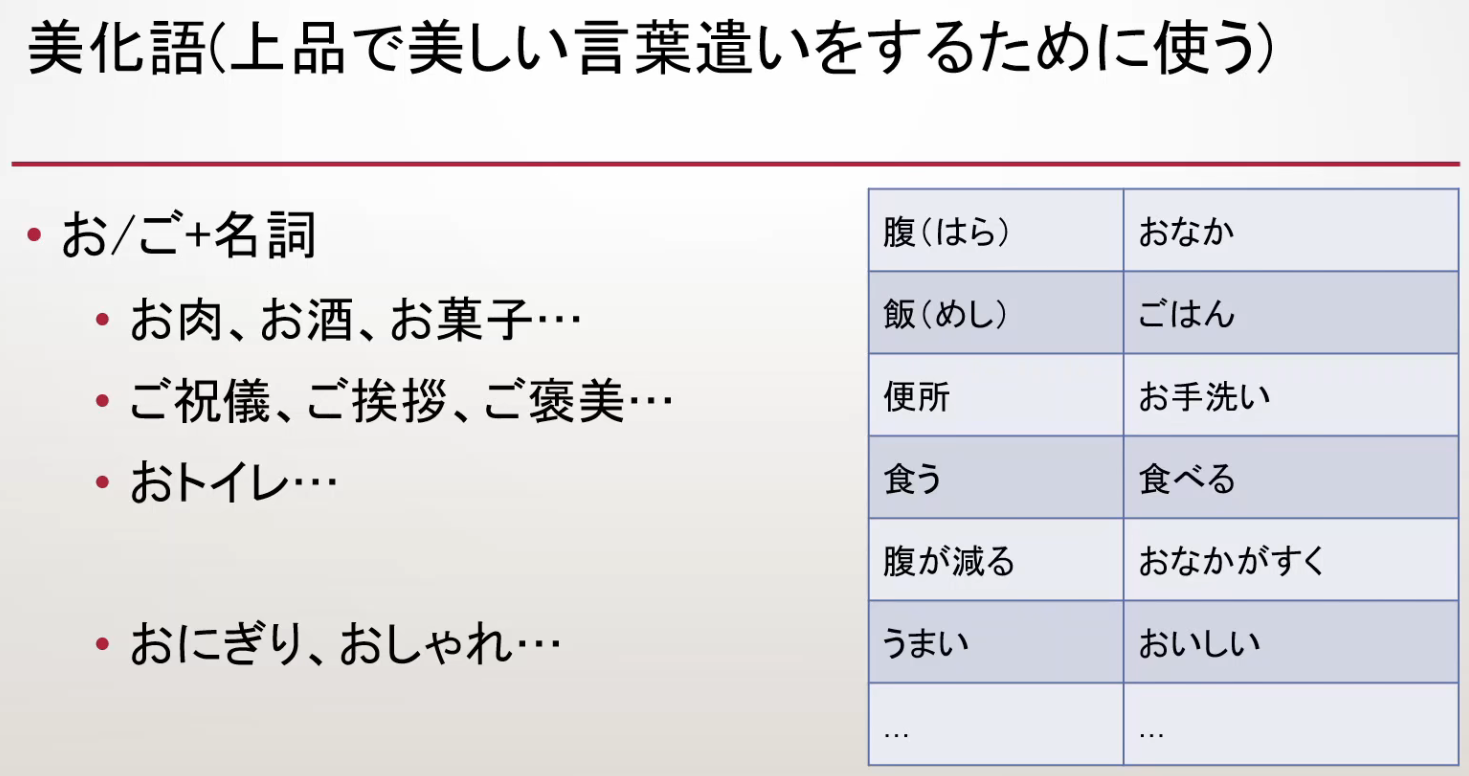 美化語(上品で美しい言葉遣いをするために使う)
• お/ご+名詞
• お肉、お酒、お菓子…
• ご祝儀、ご挨拶、ご褒美…
• おトイレ…
• おにぎり、おしゃれ…
腹（はら） おなか
飯（めし） ごはん
便所 お手洗い
食う 食べる
腹が減る おなかがすく
うまい おいしい
… …